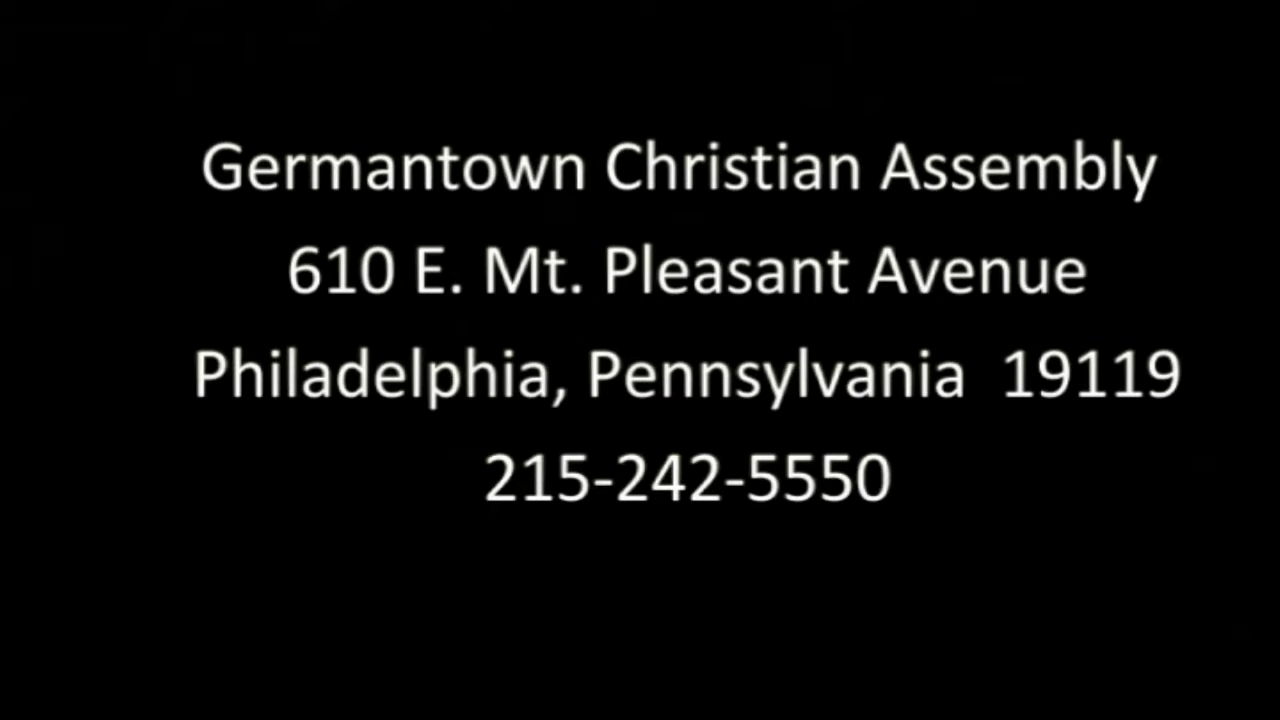 Germantown Christian Assembly
610 E. Mt. Pleasant Avenue
Philadelphia, Pennsylvania  19119
215-242-5550